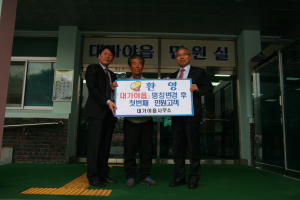 대가야읍 민원실
환 영
대가야읍 명칭변경 후
첫번째 민원고객
대가야읍사무소